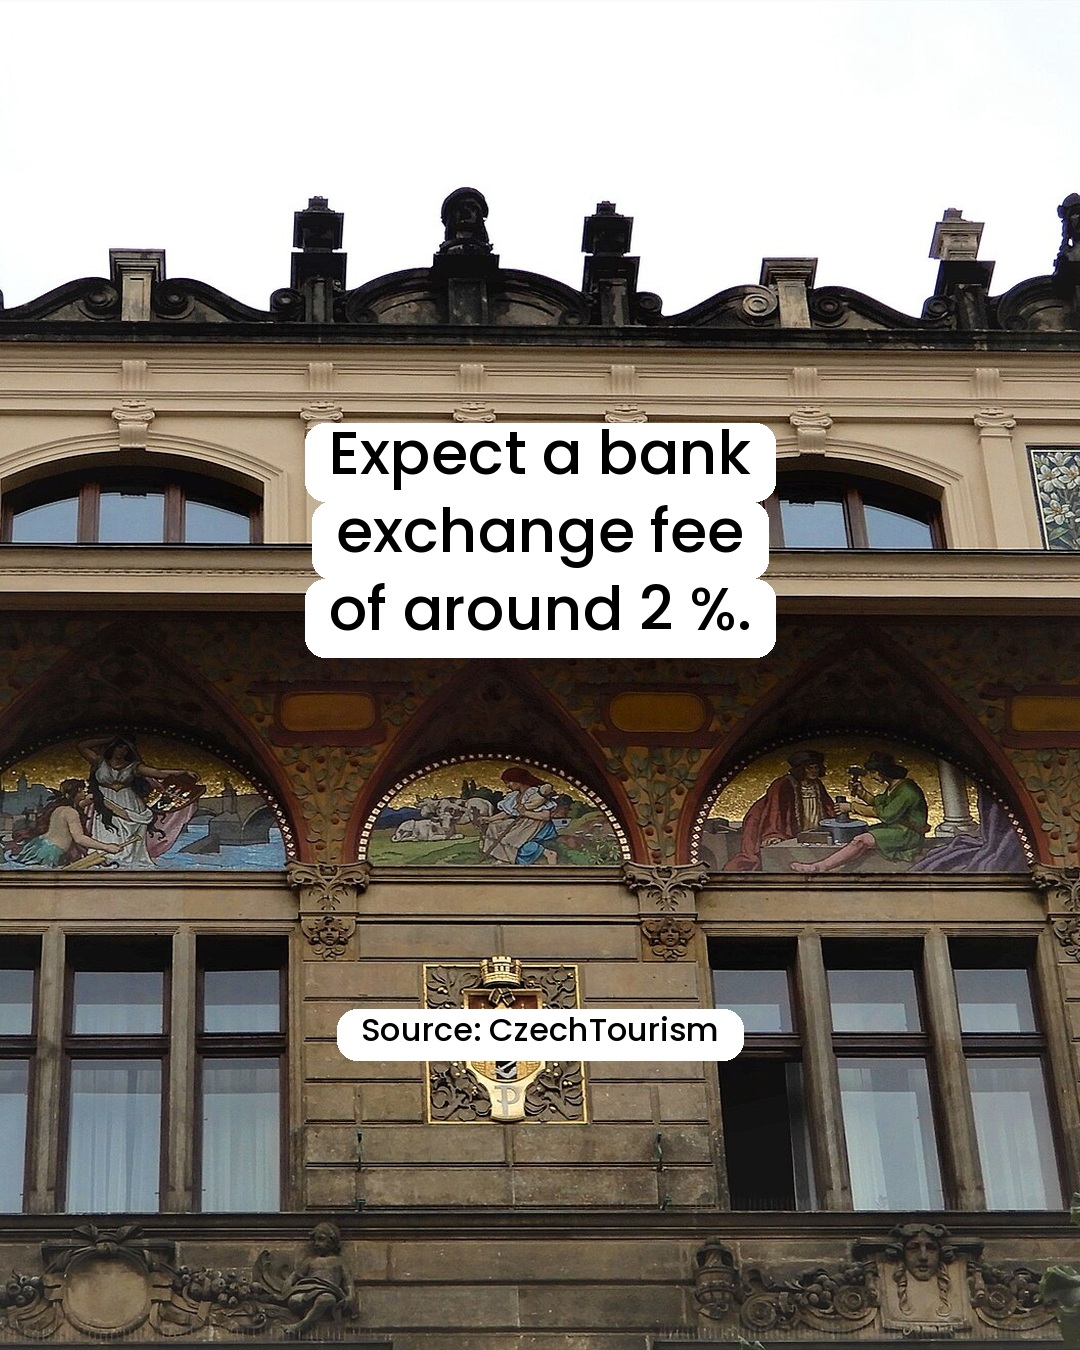 Expect a bank
exchange fee
of around 2 %.
Source: CzechTourism
P